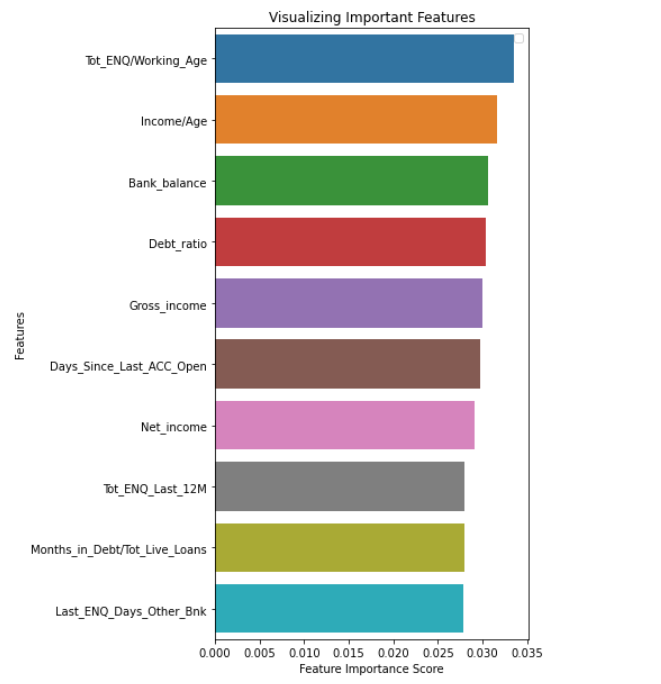 Visualizing Important Features
Tot_ENQ/Working_Age
Income/Age
Bank_balance
Debt_ratio
Gross_income
Features
Days_Since_Last_ACC_Open
Net_income
Tot_ENQ_Last_12M
Months_in_Debt/Tot_Live_Loans
Last_ENQ_Days_Other_Bnk
0.000 0.005 0.010 0.015 0.020 0.025 0.030 0.035
Feature Importance Score